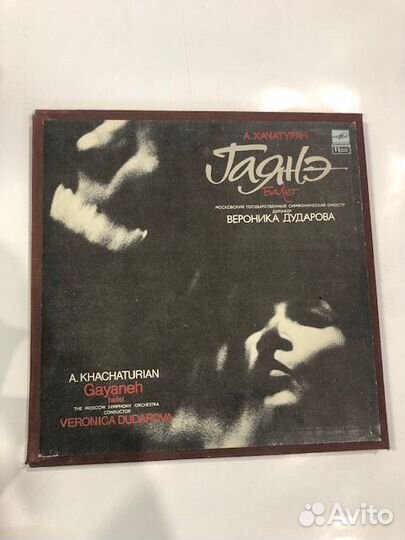 А. ХАЧАТУРЯН
Гаянэ
Балет
МОСКОВСКИЙ ГОСУДАРСТВЕННЫЙ СИМФОНИЧЕСКИЙ ОРКЕСТР
ДИРИЖЕР
ВЕРОНИКА ДУДАРОВА
A. KHACHATURIAN
Gayaneh
ballet
THE MOSCOW SYMPHONY ORCHESTRA
CONDUCTOR
VERONICA DUDAROVA
Avito